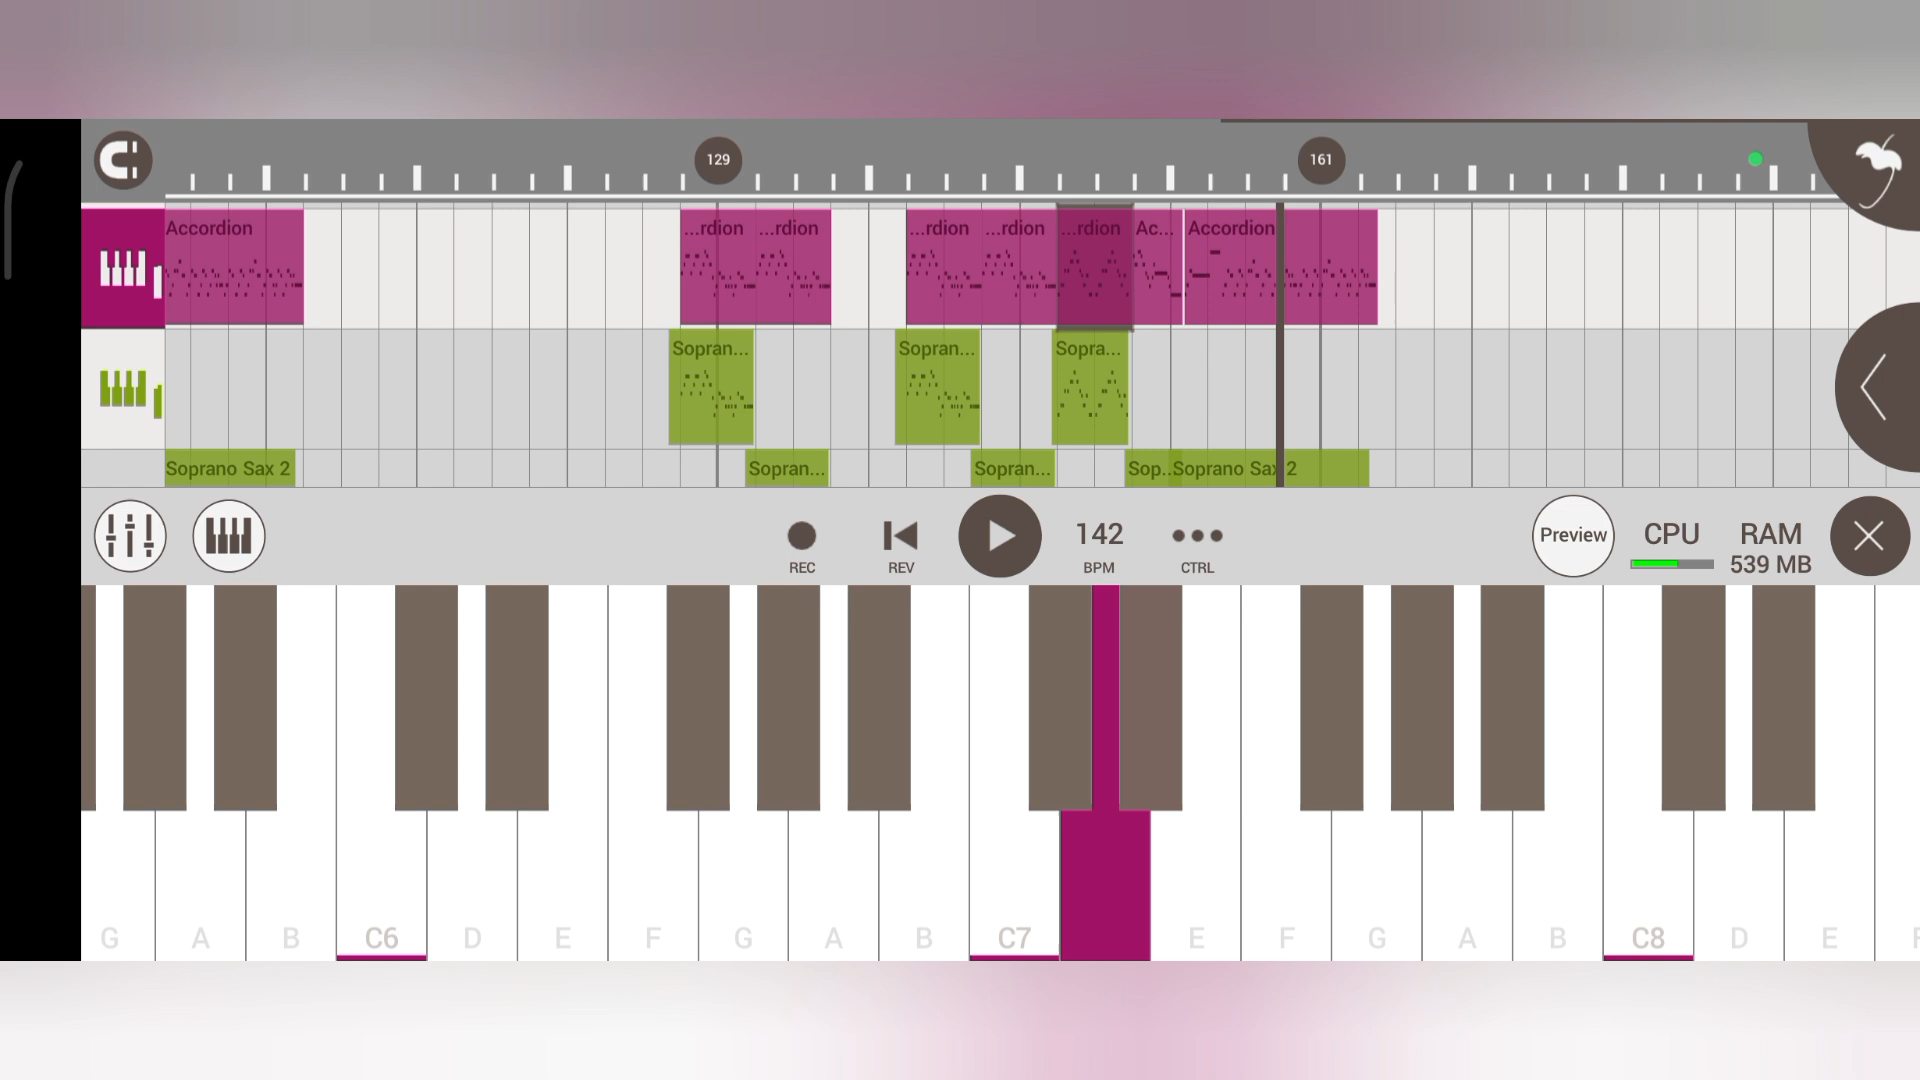 129 161
Accordion ...rdion ...rdion ...rdion ...rdion ...rdion Ac... Accordion
Sopran... Sopran... Sopra...
Soprano Sax 2 Sopran... Sopran... Sop.. Soprano Sax 2
142 Preview CPU RAM
REC REV BPM CTRL 539 MB
G A B C6 D E F G A B C7 E F G A B C8 D E